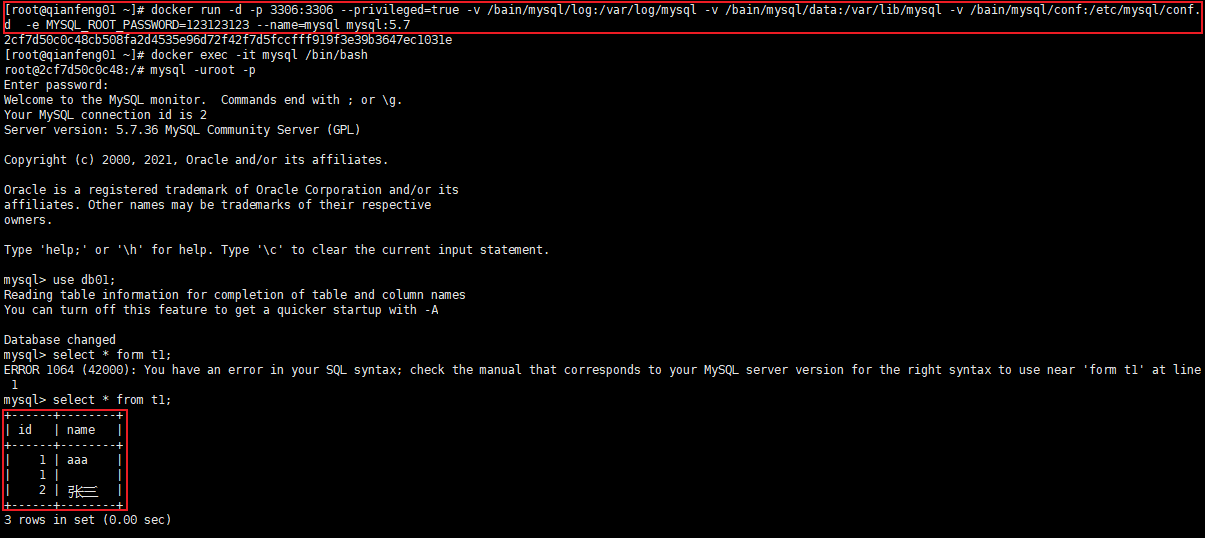 [root@qianfeng01 ~]# docker run -d -p 3306:3306 --privileged=true -v /bain/mysql/log:/var/log/mysql -v /bain/mysql/data:/var/lib/mysql -v /bain/mysql/conf:/etc/mysql/conf.
d  -e MYSQL_ROOT_PASSWORD=123123123 --name=mysql mysql:5.7
2cf7d50c0c48cb508fa2d4535e96d72f42f7d5fccfff919f3e39b3647ec1031e
[root@qianfeng01 ~]# docker exec -it mysql /bin/bash
root@2cf7d50c0c48:/# mysql -uroot -p
Enter password:
Welcome to the MySQL monitor.  Commands end with ; or \g.
Your MySQL connection id is 2
Server version: 5.7.36 MySQL Community Server (GPL)

Copyright (c) 2000, 2021, Oracle and/or its affiliates.

Oracle is a registered trademark of Oracle Corporation and/or its
affiliates. Other names may be trademarks of their respective
owners.

Type 'help;' or '\h' for help. Type '\c' to clear the current input statement.

mysql> use db01;
Reading table information for completion of table and column names
You can turn off this feature to get a quicker startup with -A

Database changed
mysql> select * form t1;
ERROR 1064 (42000): You have an error in your SQL syntax; check the manual that corresponds to your MySQL server version for the right syntax to use near 'form t1' at line
 1
mysql> select * from t1;
+------+--------+
| id   | name   |
+------+--------+
|    1 | aaa    |
|    1 |        |
|    2 | 张三   |
+------+--------+
3 rows in set (0.00 sec)